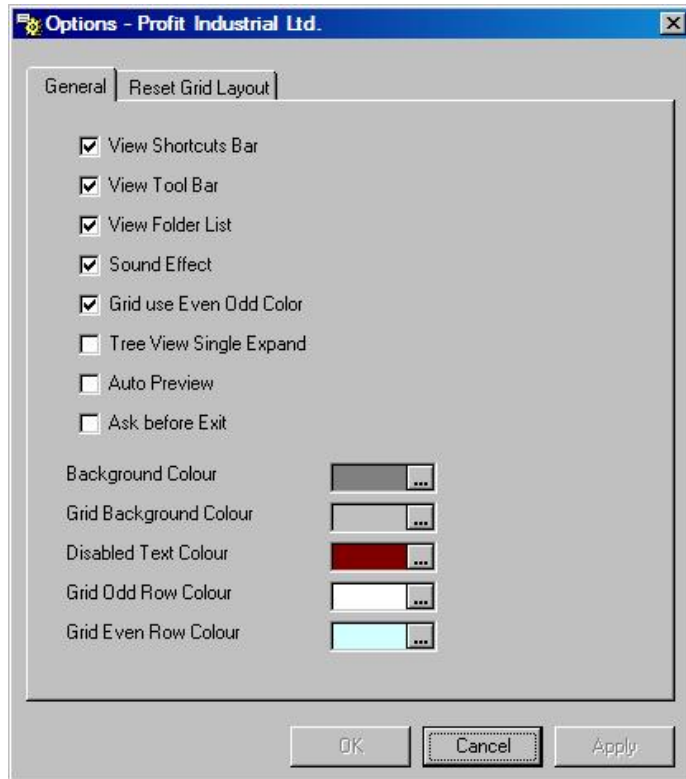 Options - Profit Industrial Ltd.
General
Reset Grid Layout
View Shortcuts Bar
View Tool Bar
View Folder List
Sound Effect
Grid use Even Odd Color
Tree View Single Expand
Auto Preview
Ask before Exit
Background Colour ...
Grid Background Colour ...
Disabled Text Colour ...
Grid Odd Row Colour ...
Grid Even Row Colour ...
OK
Cancel
Apply